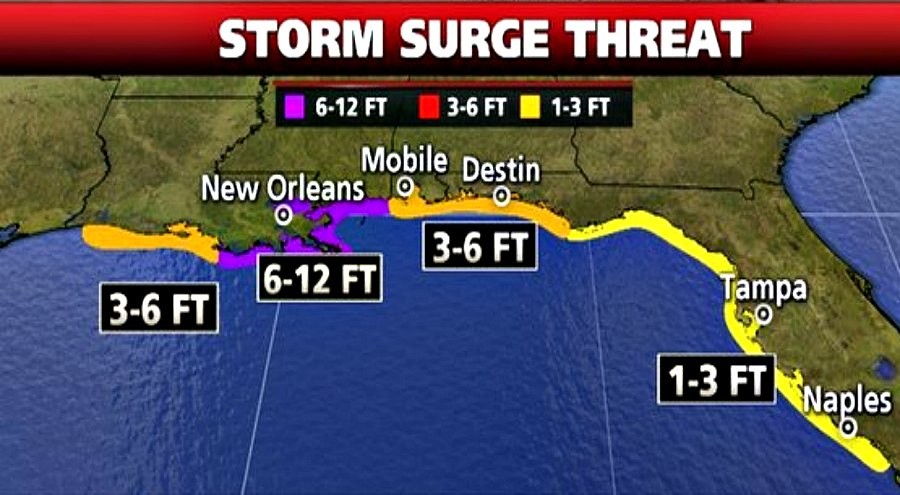 STORM SURGE THREAT
6-12 FT 3-6 FT 1-3 FT
Mobile
Destin
New Orleans
3-6 FT
6-12 FT
3-6 FT
Tampa
1-3 FT
Naples